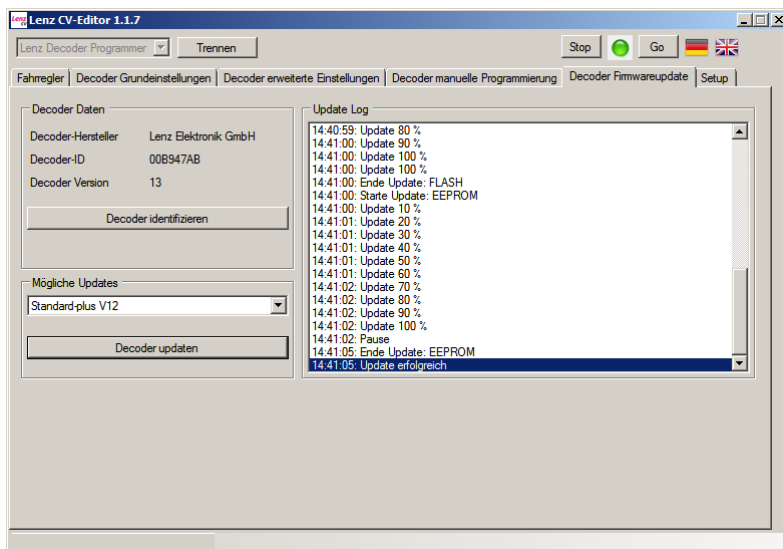 Lenz CV Lenz CV-Editor 1.1.7
Lenz Decoder Programmer Trennen Stop Go
Fahrregler Decoder Grundeinstellungen Decoder erweiterte Einstellungen Decoder manuelle Programmierung Decoder Firmwareupdate Setup
Decoder Daten
Decoder-Hersteller Lenz Elektronik GmbH
Decoder-ID 00B947AB
Decoder Version 13
Decoder identifizieren
Mögliche Updates
Standard-plus V12
Decoder updaten
Update Log
14:40:59: Update 80 %
14:41:00: Update 90 %
14:41:00: Update 100 %
14:41:00: Update 100 %
14:41:00: Ende Update: FLASH
14:41:00: Starte Update: EEPROM
14:41:00: Update 10 %
14:41:01: Update 20 %
14:41:01: Update 30 %
14:41:01: Update 40 %
14:41:01: Update 50 %
14:41:01: Update 60 %
14:41:02: Update 70 %
14:41:02: Update 80 %
14:41:02: Update 90 %
14:41:02: Update 100 %
14:41:02: Pause
14:41:05: Ende Update: EEPROM
14:41:05: Update erfolgreich